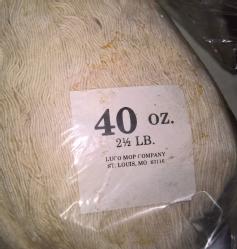 40 OZ.
2½ LB.
LUCO MOP COMPANY
ST. LOUIS, MO 63116